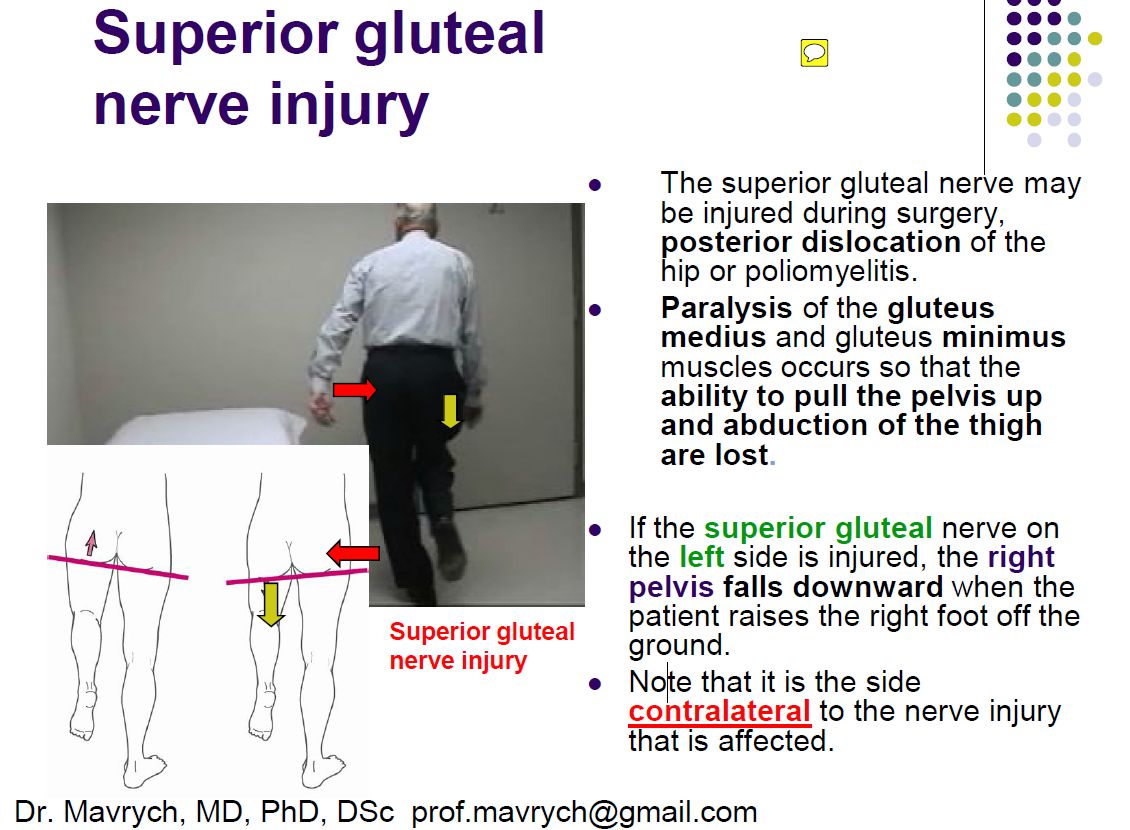 Superior gluteal
nerve injury
The superior gluteal nerve may
be injured during surgery,
posterior dislocation of the
hip or poliomyelitis.
Paralysis of the gluteus
medius and gluteus minimus
muscles occurs so that the
ability to pull the pelvis up
and abduction of the thigh
are lost.
If the superior gluteal nerve on
the left side is injured, the right
pelvis falls downward when the
patient raises the right foot off the
ground.
Note that it is the side
contralateral to the nerve injury
that is affected.
Superior gluteal
nerve injury
Dr. Mavrych, MD, PhD, DSc prof.mavrych@gmail.com